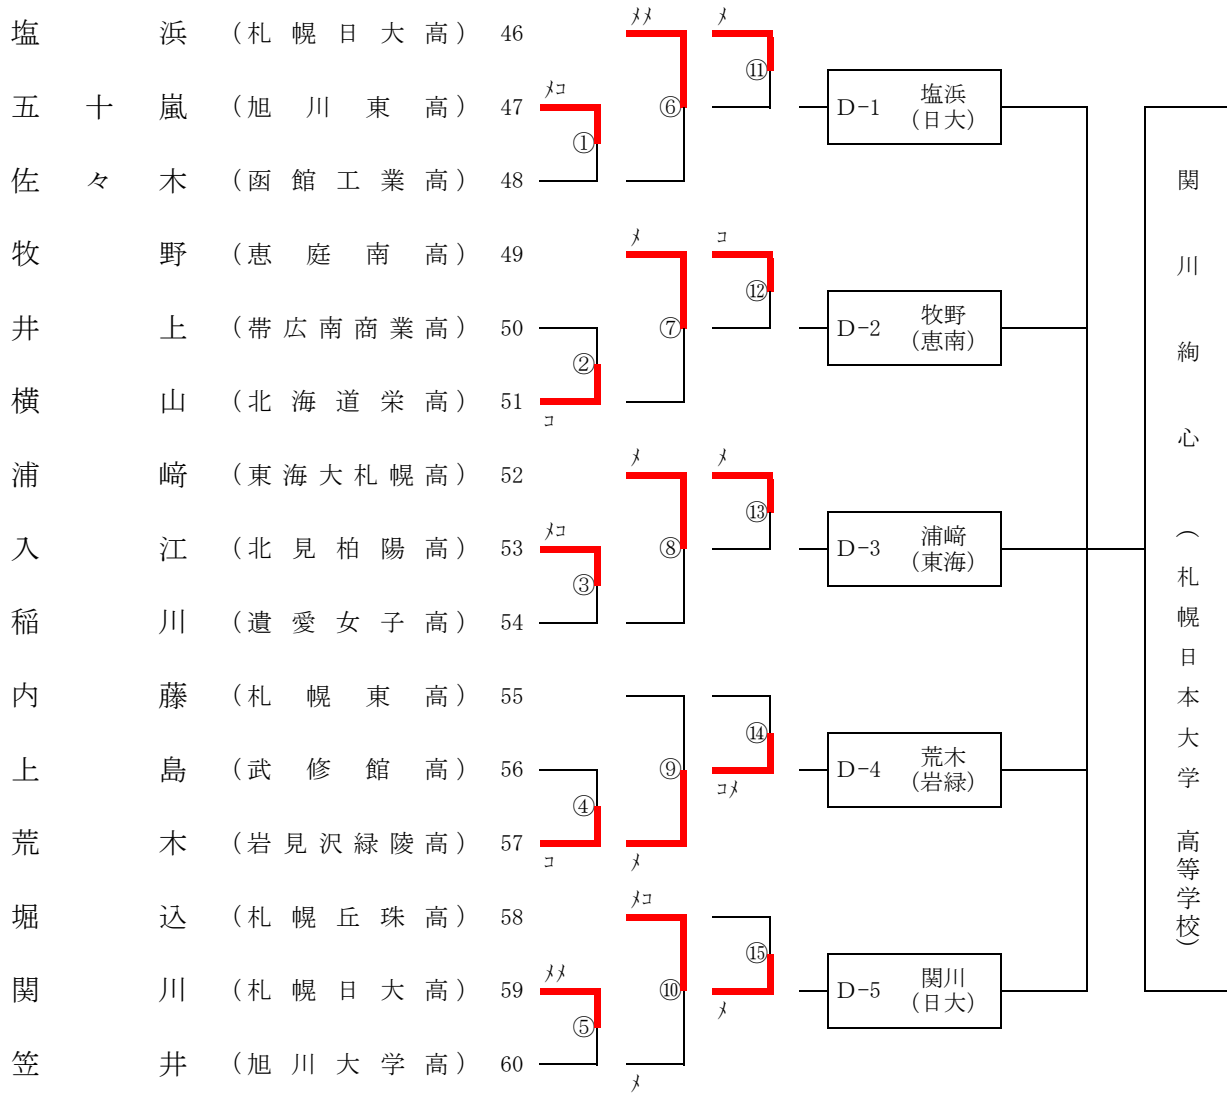 塩浜 (札幌日大高) 46
五十嵐 (旭川東高) 47
佐々木 (函館工業高) 48
牧野 (恵庭南高) 49
井上 (帯広南商業高) 50
横山 (北海道栄高) 51
浦﨑 (東海大札幌高) 52
入江 (北見柏陽高) 53
稲川 (遺愛女子高) 54
内藤 (札幌東高) 55
上島 (武修館高) 56
荒木 (岩見沢緑陵高) 57
堀込 (札幌丘珠高) 58
関川 (札幌日大高) 59
笠井 (旭川大学高) 60
メコ
①
②
コ
メコ
③
④
コ
メメ
⑤
メメ
⑥
メ
⑦
メ
⑧
⑨
メ
メコ
⑩
メ
メ
⑪
コ
⑫
メ
⑬
⑭
コメ
⑮
メ
D-1 塩浜
(日大)
D-2 牧野
(恵南)
D-3 浦﨑
(東海)
D-4 荒木
(岩緑)
D-5 関川
(日大)
関川絢心(札幌日本大学高等学校)